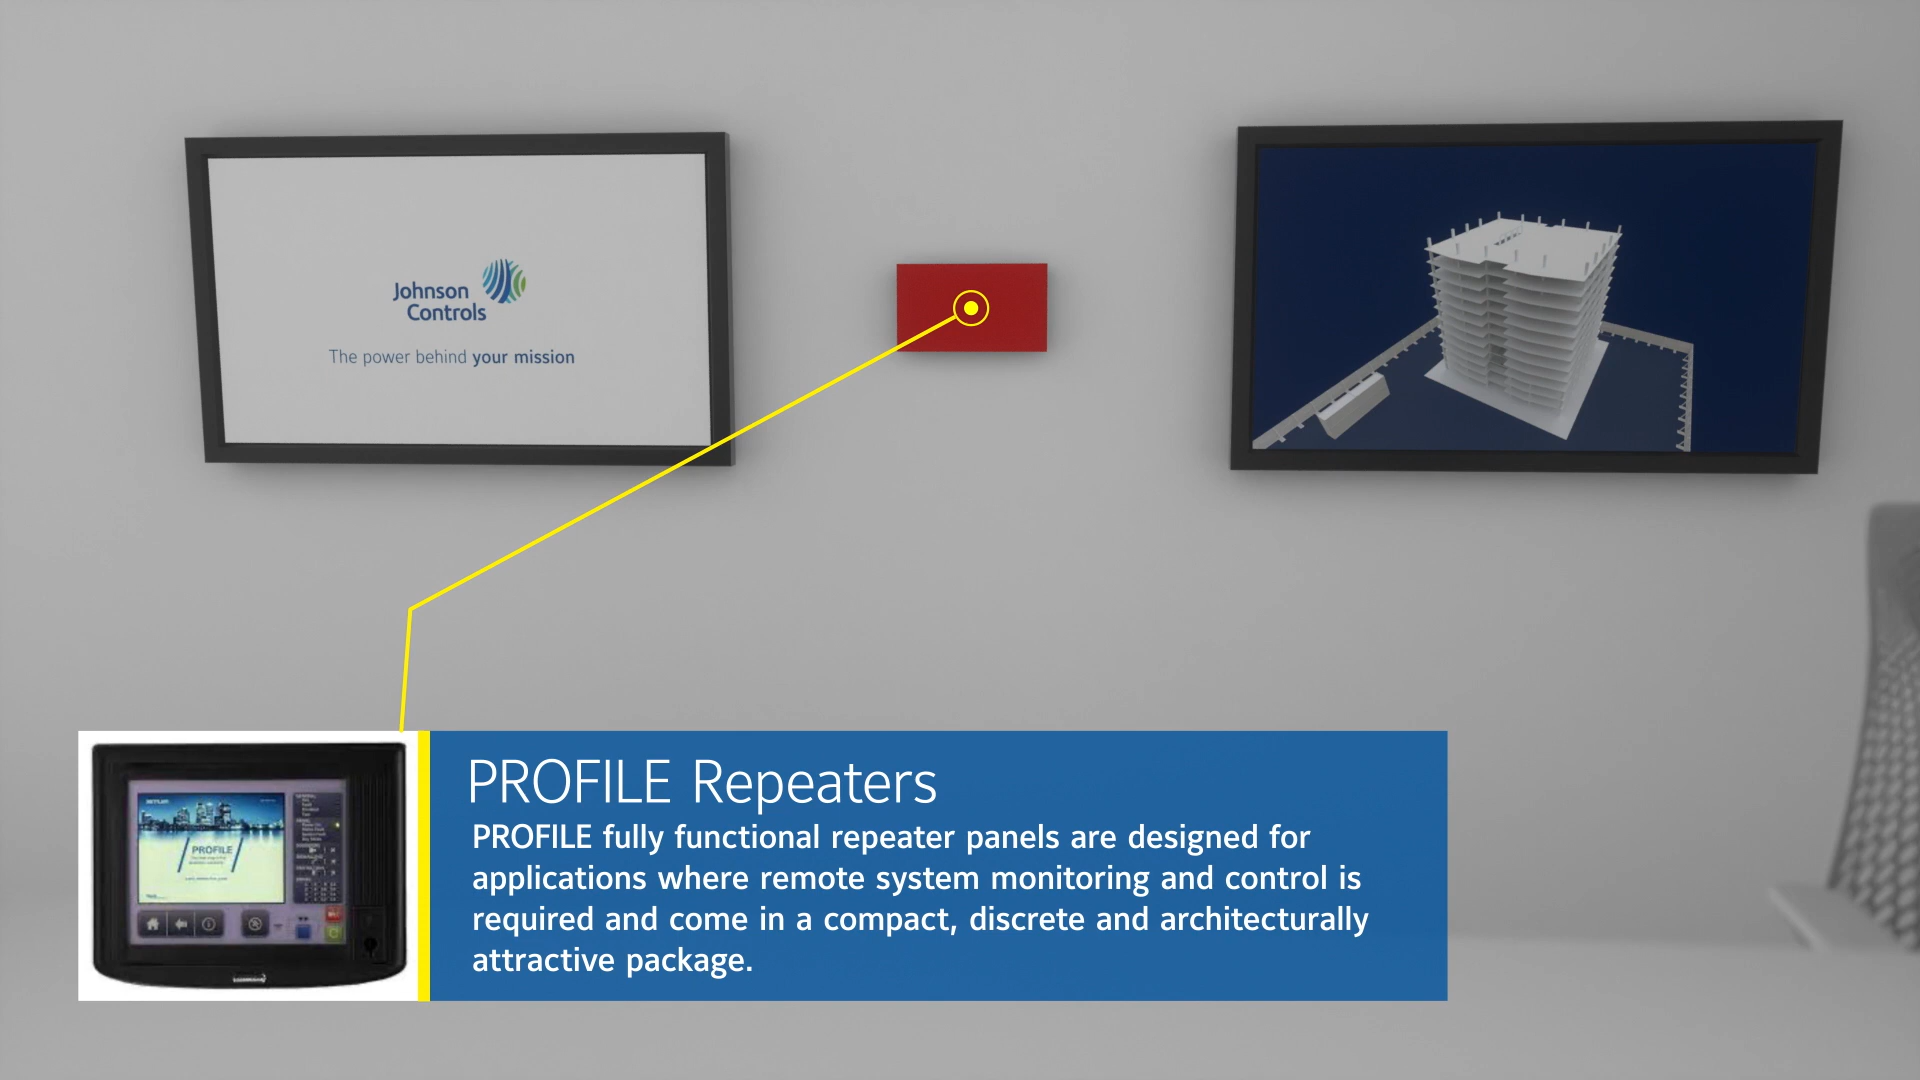 Johnson
Controls
The power behind your mission
PROFILE Repeaters
PROFILE fully functional repeater panels are designed for
applications where remote system monitoring and control is
required and come in a compact, discrete and architecturally
attractive package.
ZETTLER
PROFILE